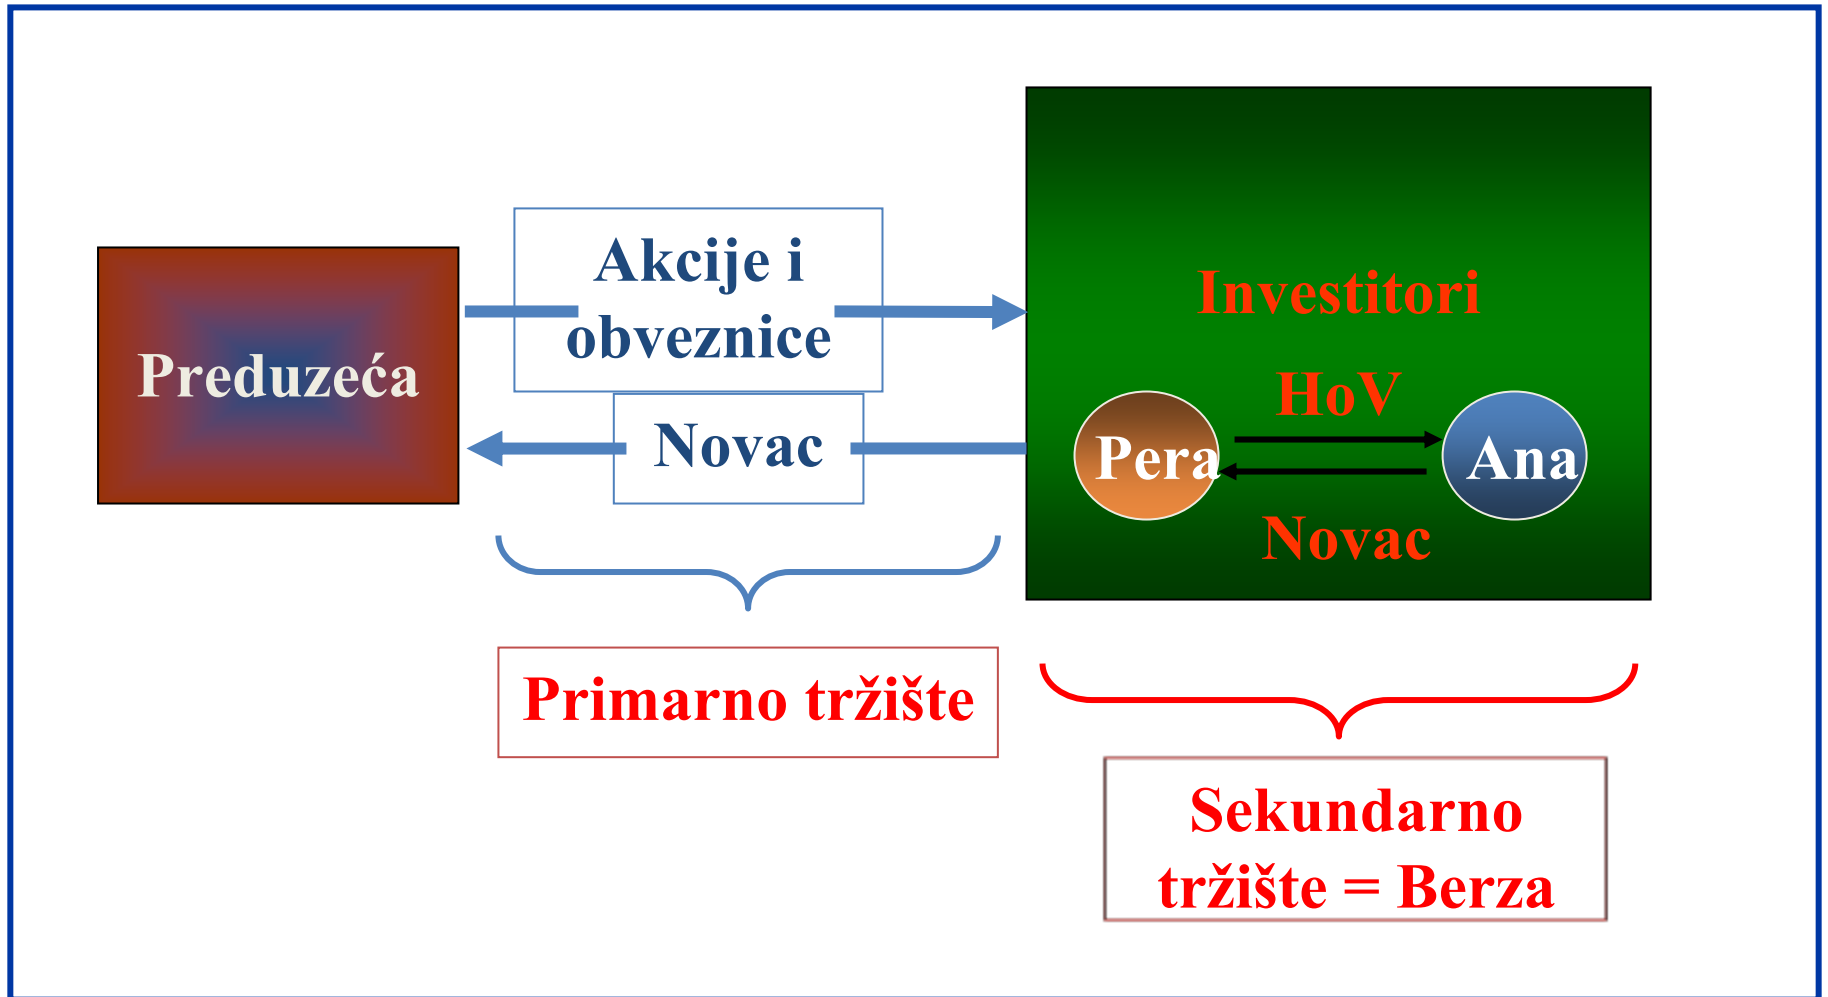 Preduzeća
Akcije i
obveznice
Novac
Investitori
HoV
Pera
Ana
Novac
Primarno tržište
Sekundarno
tržište = Berza